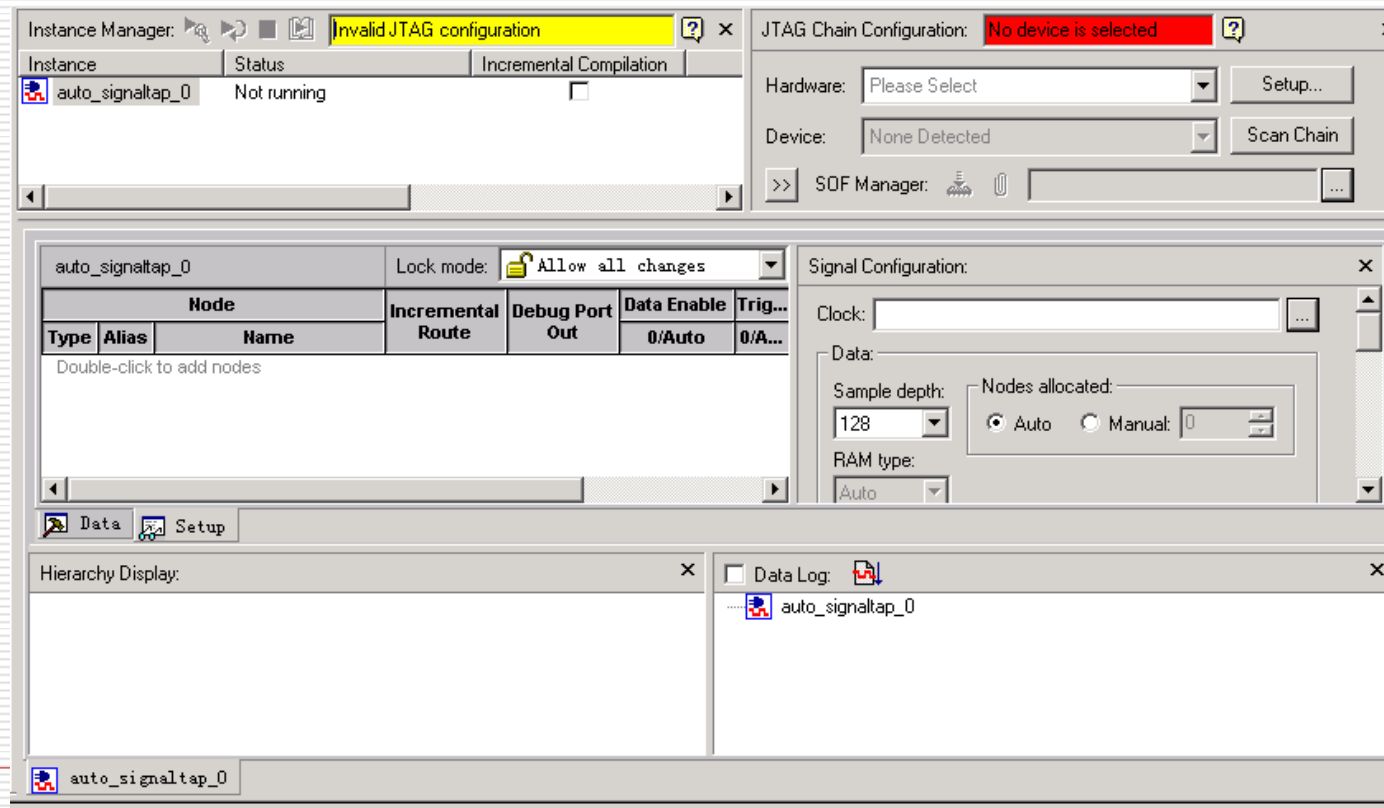 Instance Manager: Invalid JTAG configuration
Instance Status Incremental Compilation
auto_signaltap_0 Not running
JTAG Chain Configuration: No device is selected
Hardware: Please Select Setup...
Device: None Detected Scan Chain
>> SOF Manager: ...
auto_signaltap_0 Lock mode: Allow all changes
Node Incremental Route Debug Port Out Data Enable Trig...
Type Alias Name 0/Auto 0/A...
Double-click to add nodes
Signal Configuration:
Clock: ...
Data:
Sample depth: Nodes allocated:
128 Auto Manual: 0
RAM type:
Auto
Data Setup
Hierarchy Display:
Data Log:
auto_signaltap_0
auto_signaltap_0